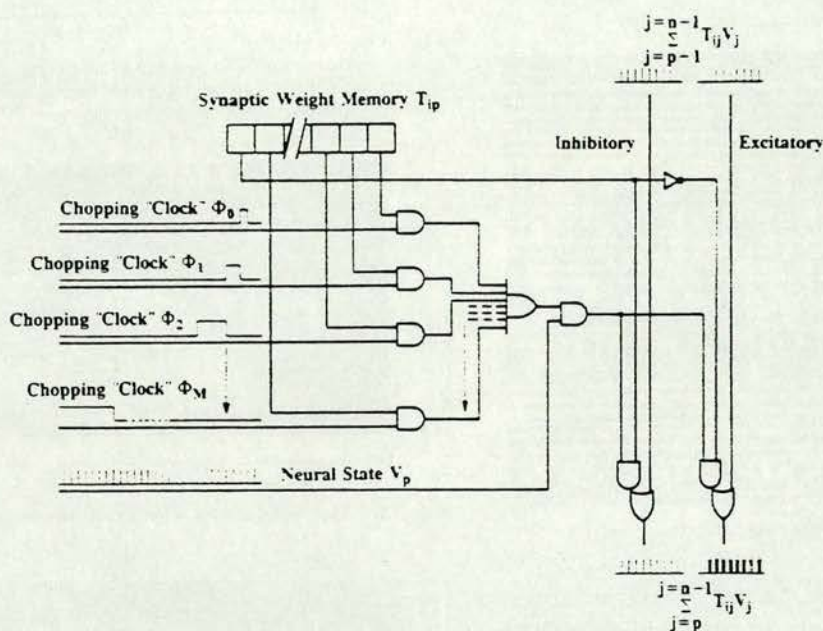 j=n-1
Σ T_ij V_j
j=p-1
Synaptic Weight Memory T_ip
Inhibitory
Excitatory
Chopping "Clock" Φ_0
Chopping "Clock" Φ_1
Chopping "Clock" Φ_2
Chopping "Clock" Φ_M
Neural State V_p
j=n-1
Σ T_ij V_j
j=p